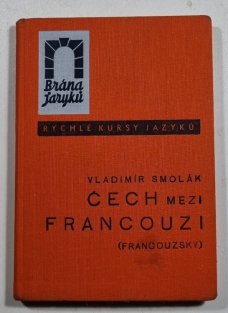 Brána
Jazyků
RYCHLÉ KURSY JAZYKŮ
VLADIMÍR SMOLÁK
ČECH MEZI
FRANCOUZI
(FRANCOUZSKY)